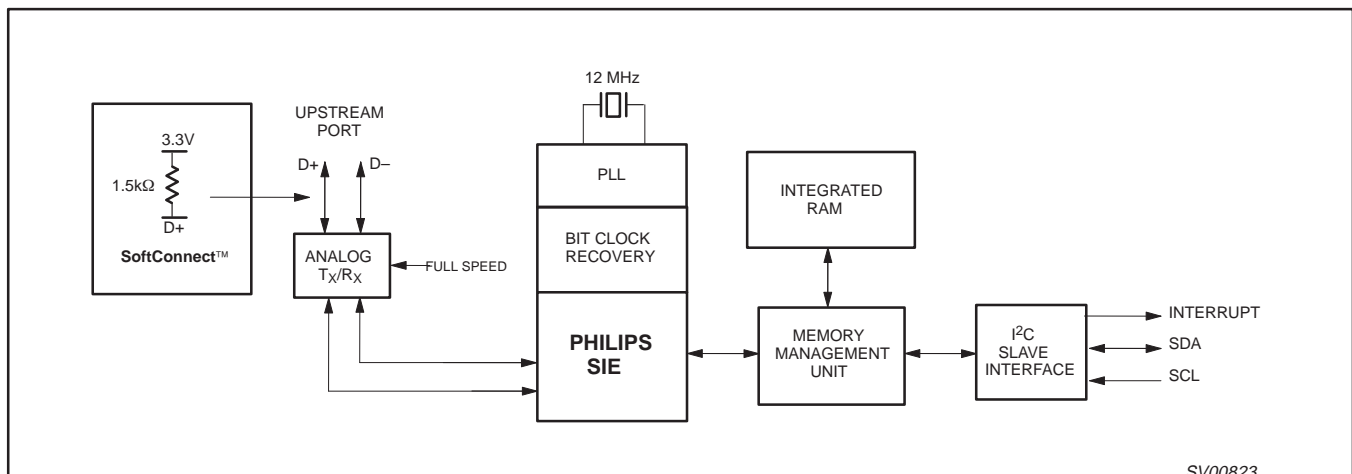 12 MHz
UPSTREAM
PORT
3.3V
1.5kΩ
D+
SoftConnect™
D+
D–
ANALOG
TX/RX
FULL SPEED
PLL
BIT CLOCK
RECOVERY
PHILIPS
SIE
INTEGRATED
RAM
MEMORY
MANAGEMENT
UNIT
I²C
SLAVE
INTERFACE
INTERRUPT
SDA
SCL
SV00823